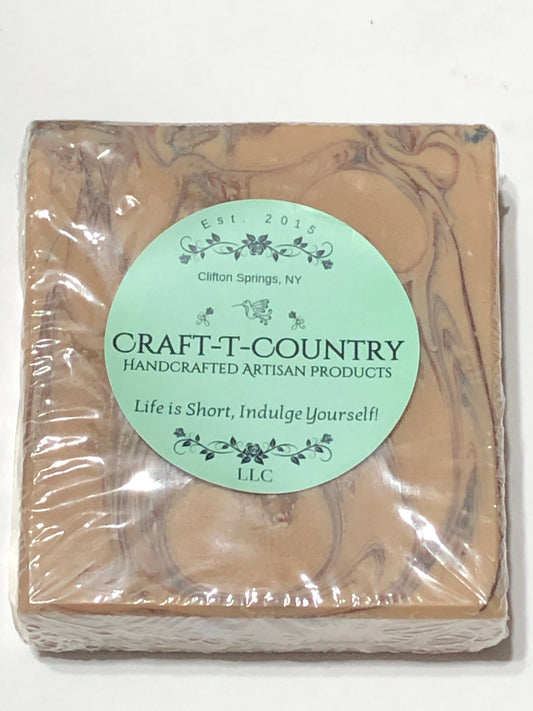 Est. 2015
Clifton Springs, NY
Craft-T-Country
Handcrafted Artisan Products
Life is Short, Indulge Yourself!
LLC